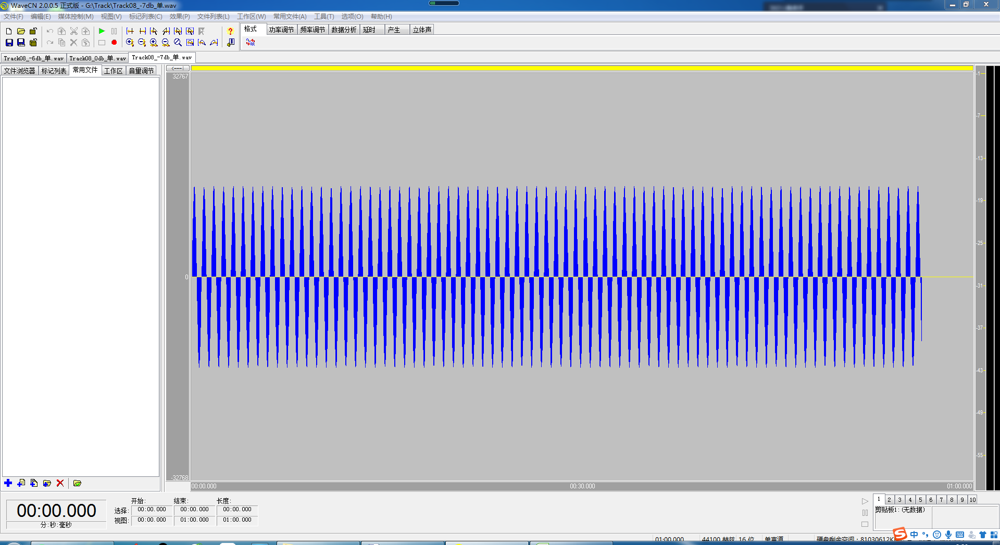 WaveCN 2.0.0.5 正式版 - G:\Track\Track08_-7db_单.wav
文件(F) 编辑(E) 媒体控制(M) 视图(V) 标记列表(C) 效果(P) 文件列表(L) 工作区(W) 常用文件(A) 工具(T) 选项(O) 帮助(H)
格式 功率调节 频率调节 数据分析 延时 产生 立体声
Track08_-6db_单.wav Track08_0db_单.wav Track08_-7db_单.wav
文件浏览器 标记列表 常用文件 工作区 音量调节
<---|
32767
0
-32768
00:00.000 00:30.000 01:00.000
-1
-7
-13
-19
-25
-31
-37
-43
-49
-55
00:00.000
分:秒:毫秒
开始: 结束: 长度:
选择: 00:00.000 00:00.000 00:00.000
视图: 00:00.000 01:00.000 01:00.000
1 2 3 4 5 6 7 8 9 10
剪贴板1:(无数据)
01:00.000 44100 赫兹 16 位 单声道 硬盘剩余空间:81030612K
S 中